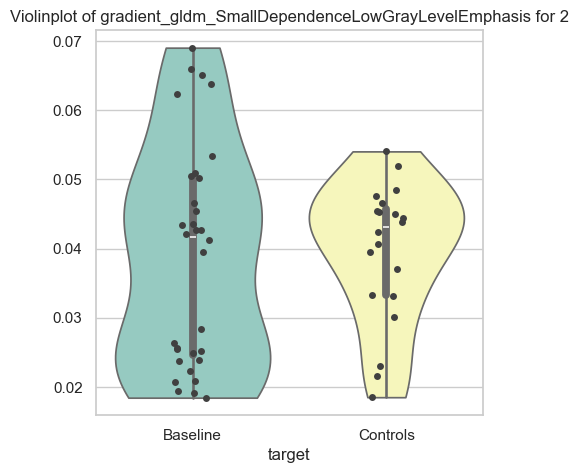 Violinplot of gradient_gldm_SmallDependenceLowGrayLevelEmphasis for 2
0.07
0.06
0.05
0.04
0.03
0.02
Baseline
Controls
target